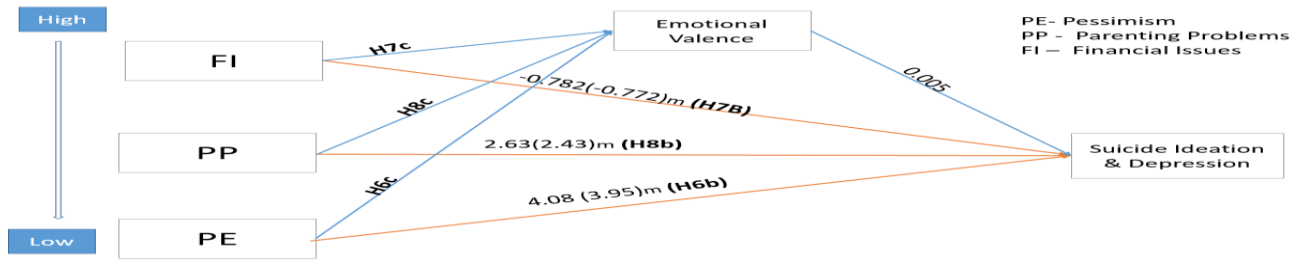 High
Emotional
Valence
PE- Pessimism
PP - Parenting Problems
FI – Financial Issues
H7c
FI
0.005
-0.782(-0.772)m (H7B)
H8c
PP
2.63(2.43)m (H8b)
Suicide Ideation
& Depression
H6c
4.08 (3.95)m (H6b)
PE
Low